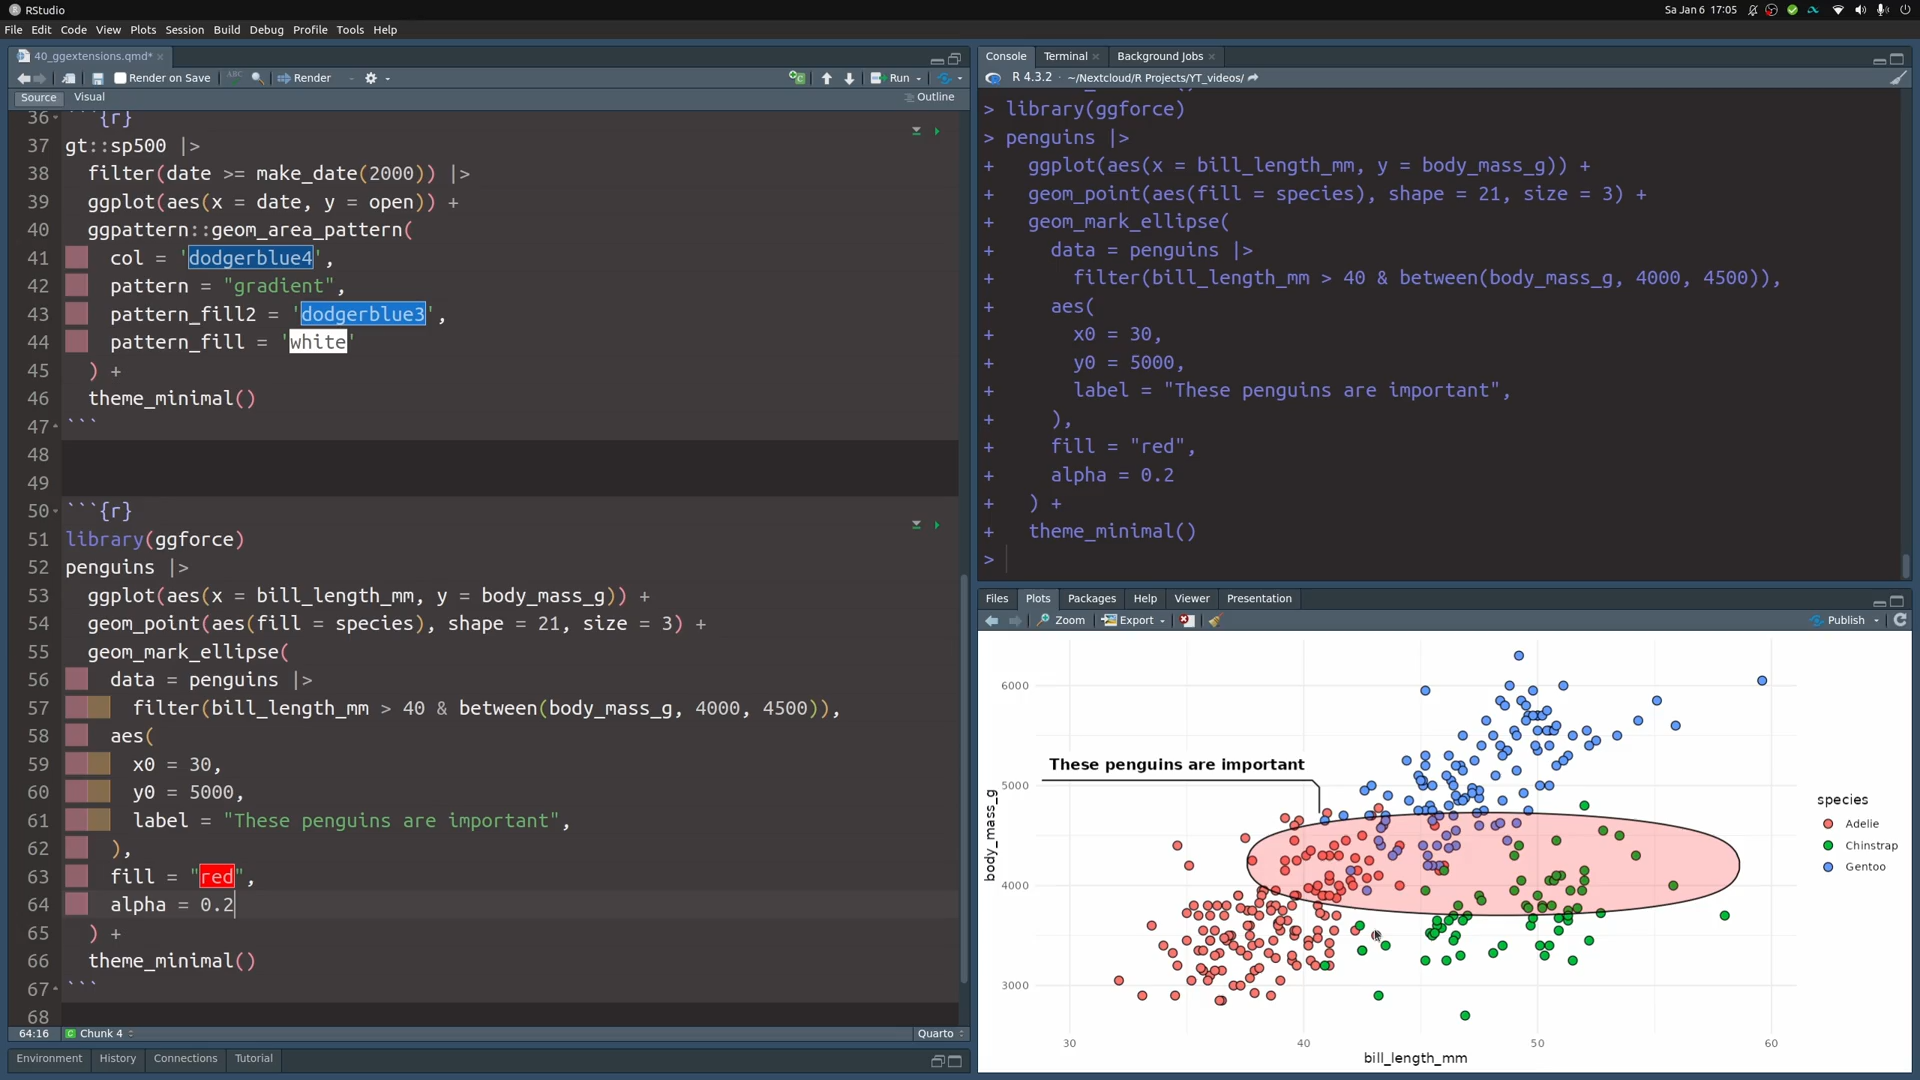 RStudio
Sa Jan 6 17:05
File Edit Code View Plots Session Build Debug Profile Tools Help
40_ggextensions.qmd*
Render on Save ABC Render Run
Source Visual Outline
36 ```{r}
37 gt::sp500 |>
38 filter(date >= make_date(2000)) |>
39 ggplot(aes(x = date, y = open)) +
40 ggpattern::geom_area_pattern(
41 col = 'dodgerblue4',
42 pattern = "gradient",
43 pattern_fill2 = 'dodgerblue3',
44 pattern_fill = 'white'
45 ) +
46 theme_minimal()
47 ```
48
49
50 ```{r}
51 library(ggforce)
52 penguins |>
53 ggplot(aes(x = bill_length_mm, y = body_mass_g)) +
54 geom_point(aes(fill = species), shape = 21, size = 3) +
55 geom_mark_ellipse(
56 data = penguins |>
57 filter(bill_length_mm > 40 & between(body_mass_g, 4000, 4500)),
58 aes(
59 x0 = 30,
60 y0 = 5000,
61 label = "These penguins are important",
62 ),
63 fill = "red",
64 alpha = 0.2
65 ) +
66 theme_minimal()
67 ```
68
64:16 Chunk 4 Quarto
Environment History Connections Tutorial
Console Terminal Background Jobs
R 4.3.2 · ~/Nextcloud/R Projects/YT_videos/
> library(ggforce)
> penguins |>
+ ggplot(aes(x = bill_length_mm, y = body_mass_g)) +
+ geom_point(aes(fill = species), shape = 21, size = 3) +
+ geom_mark_ellipse(
+ data = penguins |>
+ filter(bill_length_mm > 40 & between(body_mass_g, 4000, 4500)),
+ aes(
+ x0 = 30,
+ y0 = 5000,
+ label = "These penguins are important",
+ ),
+ fill = "red",
+ alpha = 0.2
+ ) +
+ theme_minimal()
>
Files Plots Packages Help Viewer Presentation
Zoom Export Publish
6000
5000
4000
3000
body_mass_g
These penguins are important
species
Adelie
Chinstrap
Gentoo
30 40 50 60
bill_length_mm